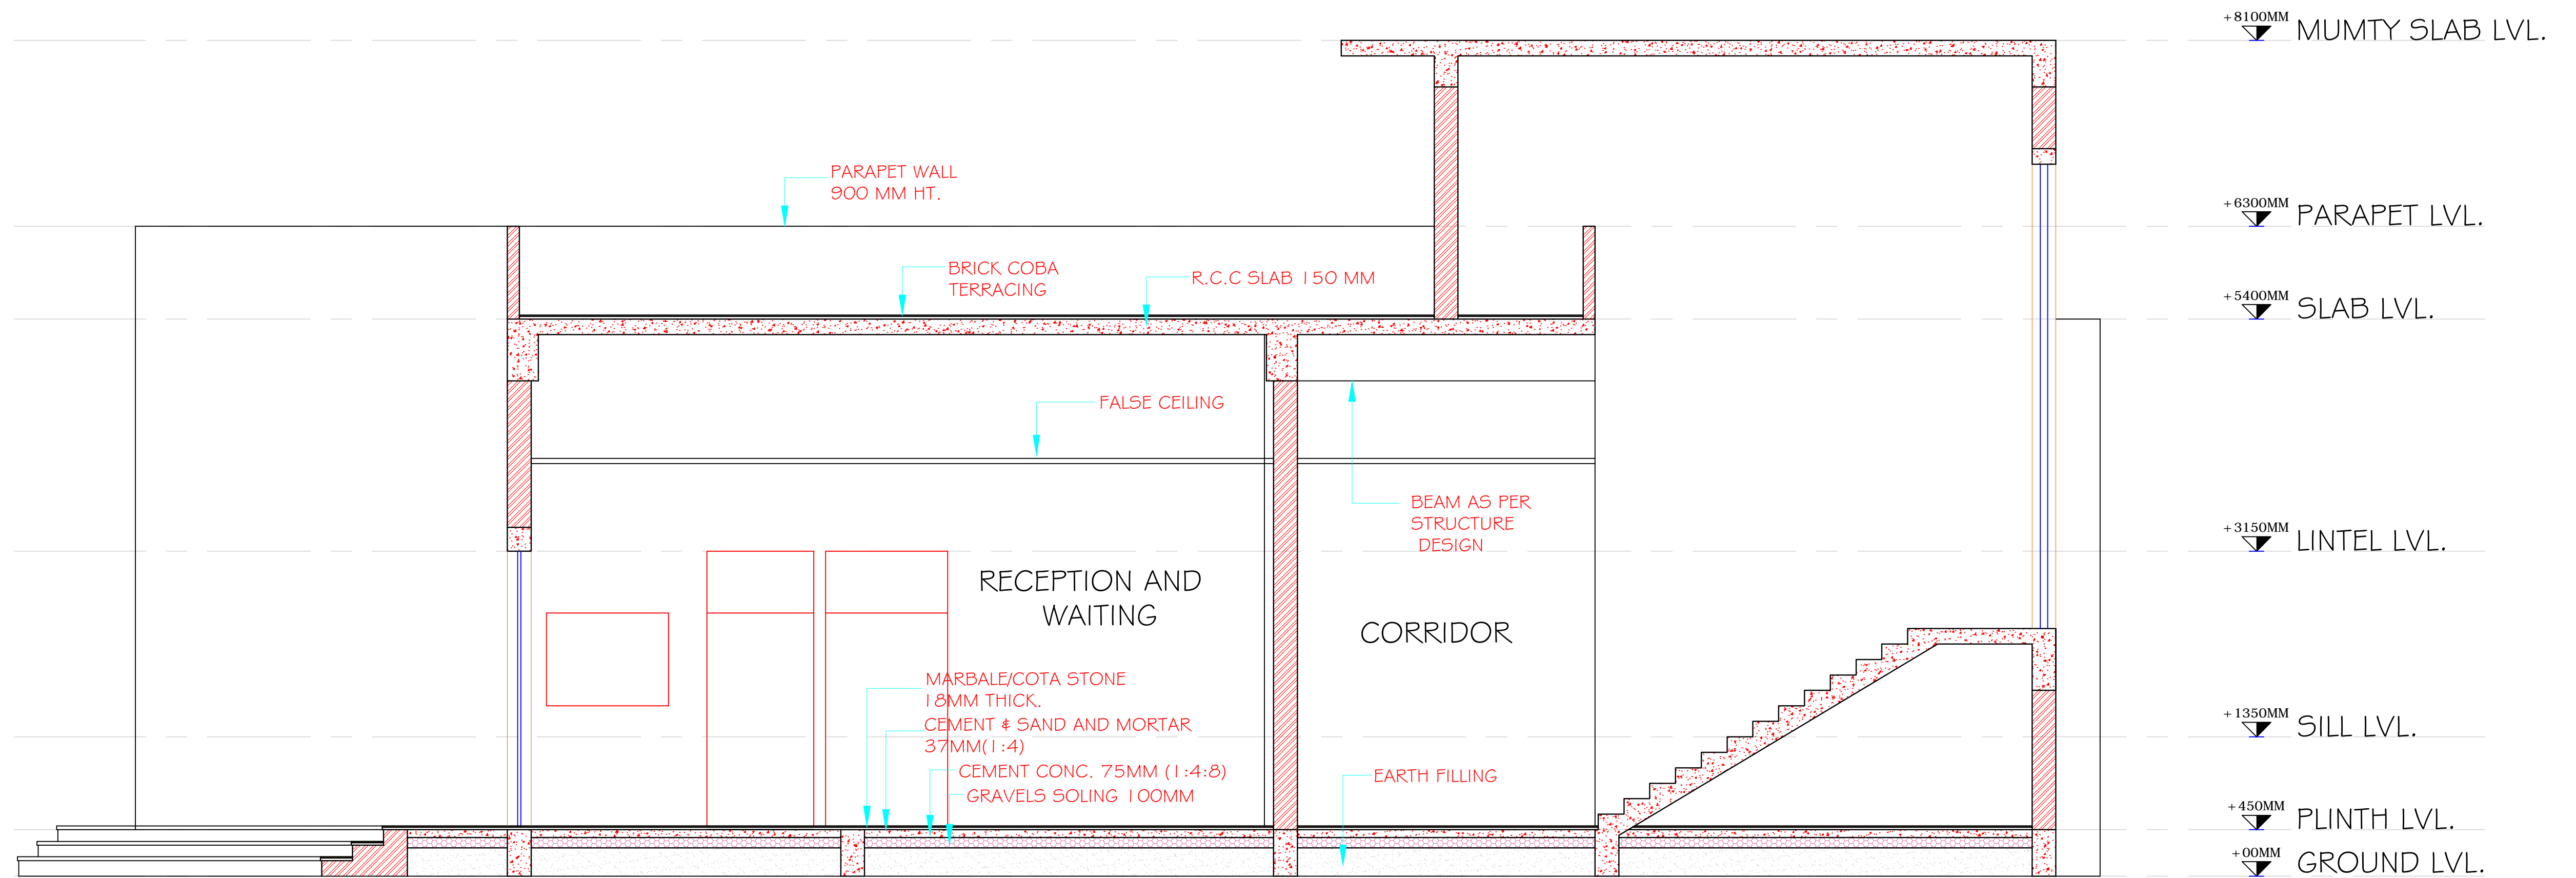 +8100MM
MUMTY SLAB LVL.
PARAPET WALL
900 MM HT.
+6300MM
PARAPET LVL.
BRICK COBA
TERRACING
R.C.C SLAB 150 MM
+5400MM
SLAB LVL.
FALSE CEILING
BEAM AS PER
STRUCTURE
DESIGN
+3150MM
LINTEL LVL.
RECEPTION AND
WAITING
CORRIDOR
MARBALE/COTA STONE
18MM THICK.
CEMENT & SAND AND MORTAR
37MM(1:4)
CEMENT CONC. 75MM (1:4:8)
GRAVELS SOLING 100MM
EARTH FILLING
+1350MM
SILL LVL.
+450MM
PLINTH LVL.
+00MM
GROUND LVL.